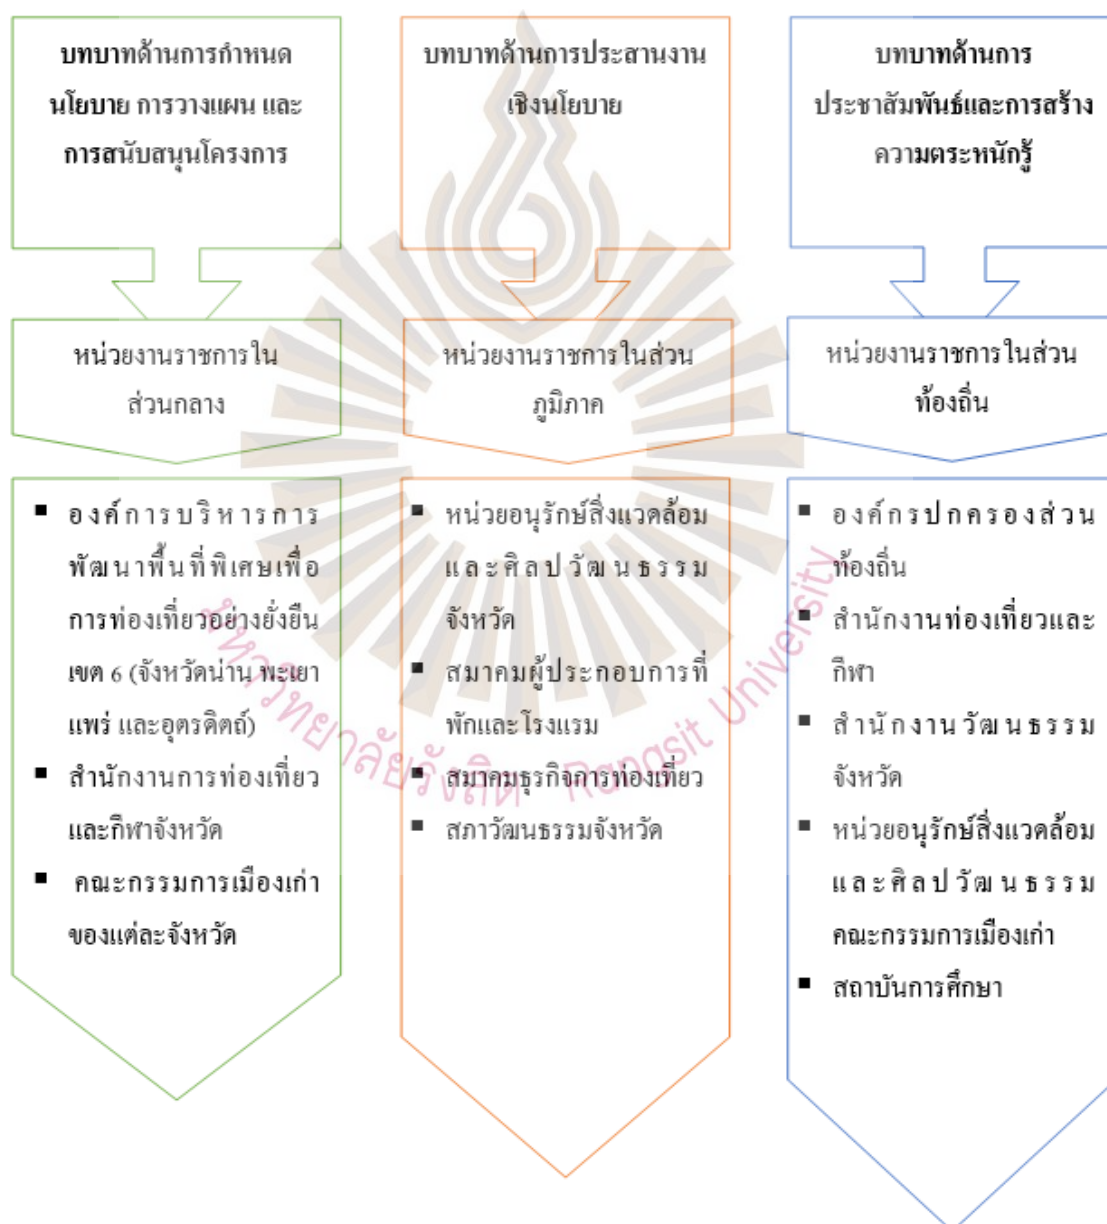 บทบาทด้านการกำหนด
นโยบาย การวางแผน และ
การสนับสนุนโครงการ
หน่วยงานราชการใน
ส่วนกลาง
▪ องค์การบริหารการ
พัฒนาพื้นที่พิเศษเพื่อ
การท่องเที่ยวอย่างยั่งยืน
เขต 6 (จังหวัดน่าน พะเยา
แพร่ และอุตรดิตถ์)
▪ สำนักงานการท่องเที่ยว
และกีฬาจังหวัด
▪ คณะกรรมการเมืองเก่า
ของแต่ละจังหวัด
บทบาทด้านการประสานงาน
เชิงนโยบาย
หน่วยงานราชการในส่วน
ภูมิภาค
▪ หน่วยอนุรักษ์สิ่งแวดล้อม
และศิลปวัฒนธรรม
จังหวัด
▪ สมาคมผู้ประกอบการที่
พักและโรงแรม
▪ สมาคมธุรกิจการท่องเที่ยว
▪ สภาวัฒนธรรมจังหวัด
บทบาทด้านการ
ประชาสัมพันธ์และการสร้าง
ความตระหนักรู้
หน่วยงานราชการในส่วน
ท้องถิ่น
▪ องค์กรปกครองส่วน
ท้องถิ่น
▪ สำนักงานท่องเที่ยวและ
กีฬา
▪ สำนักงานวัฒนธรรม
จังหวัด
▪ หน่วยอนุรักษ์สิ่งแวดล้อม
และศิลปวัฒนธรรม
คณะกรรมการเมืองเก่า
▪ สถาบันการศึกษา
มหาวิทยาลัยรังสิต Rangsit University